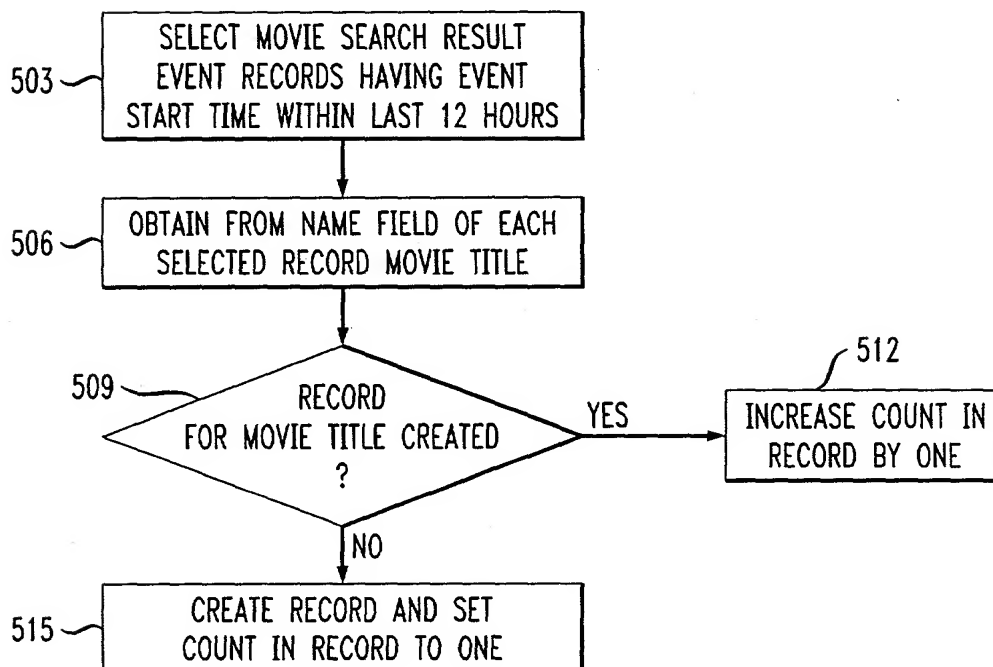 SELECT MOVIE SEARCH RESULT
EVENT RECORDS HAVING EVENT
START TIME WITHIN LAST 12 HOURS
503
OBTAIN FROM NAME FIELD OF EACH
SELECTED RECORD MOVIE TITLE
506
509
RECORD
FOR MOVIE TITLE CREATED
?
YES
512
INCREASE COUNT IN
RECORD BY ONE
NO
CREATE RECORD AND SET
COUNT IN RECORD TO ONE
515